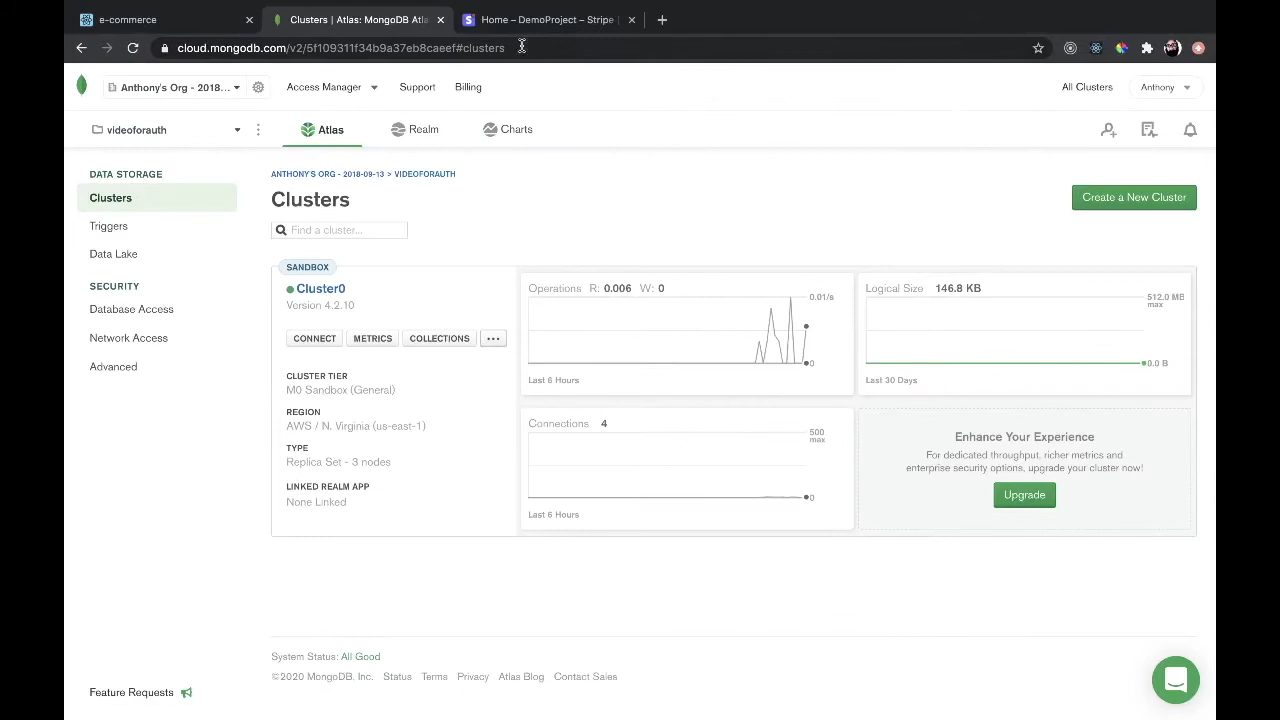 e-commerce
Clusters | Atlas: MongoDB Atla
Home – DemoProject – Stripe [
cloud.mongodb.com/v2/5f109311f34b9a37eb8caeef#clusters
Anthony's Org - 2018...
Access Manager
Support
Billing
All Clusters
Anthony
videoforauth
Atlas
Realm
Charts
DATA STORAGE
Clusters
Triggers
Data Lake
SECURITY
Database Access
Network Access
Advanced
Feature Requests
ANTHONY'S ORG - 2018-09-13 > VIDEOFORAUTH
Clusters
Create a New Cluster
Find a cluster...
SANDBOX
Cluster0
Version 4.2.10
CONNECT
METRICS
COLLECTIONS
...
CLUSTER TIER
M0 Sandbox (General)
REGION
AWS / N. Virginia (us-east-1)
TYPE
Replica Set - 3 nodes
LINKED REALM APP
None Linked
Operations R: 0.006 W: 0
0.01/s
0
Last 6 Hours
Logical Size 146.8 KB
512.0 MB
max
0.0 B
Last 30 Days
Connections 4
500
max
0
Last 6 Hours
Enhance Your Experience
For dedicated throughput, richer metrics and
enterprise security options, upgrade your cluster now!
Upgrade
System Status: All Good
©2020 MongoDB, Inc. Status Terms Privacy Atlas Blog Contact Sales